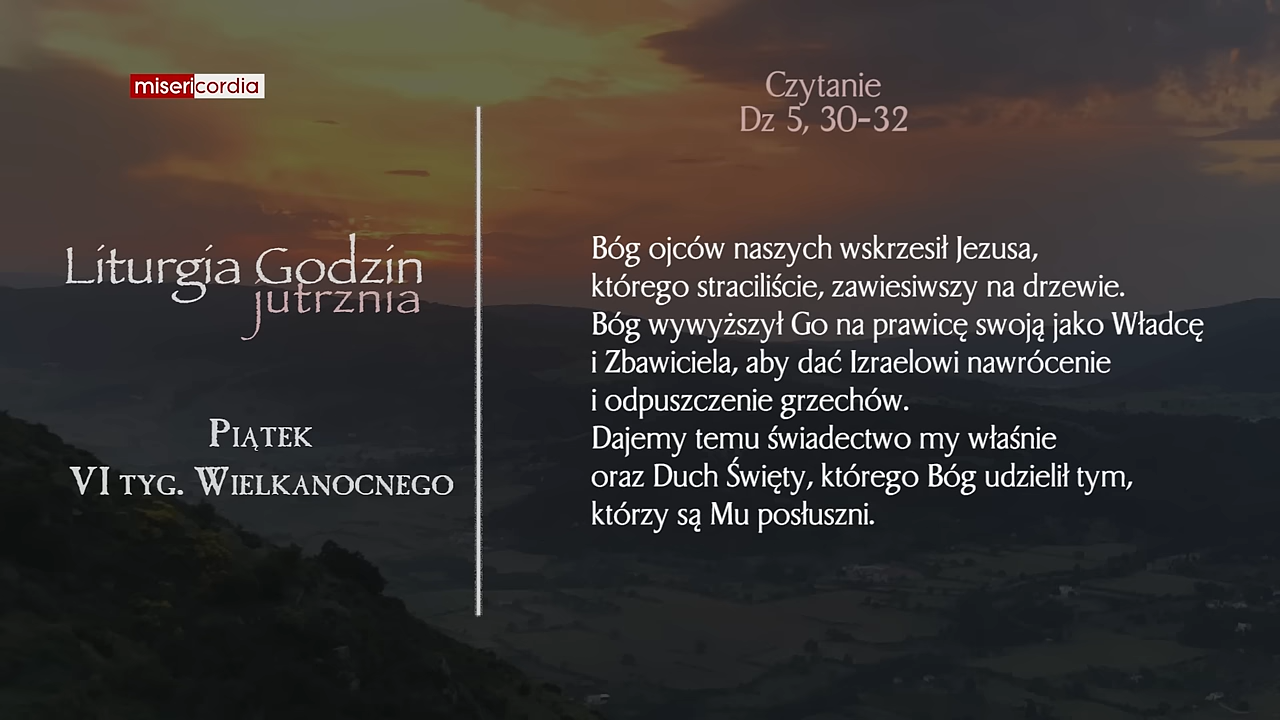 misericordia
Liturgia Godzin
jutrznia
Piątek
VI tyg. Wielkanocnego
Czytanie
Dz 5, 30-32
Bóg ojców naszych wskrzesił Jezusa,
którego straciliście, zawiesiwszy na drzewie.
Bóg wywyższył Go na prawicę swoją jako Władcę
i Zbawiciela, aby dać Izraelowi nawrócenie
i odpuszczenie grzechów.
Dajemy temu świadectwo my właśnie
oraz Duch Święty, którego Bóg udzielił tym,
którzy są Mu posłuszni.